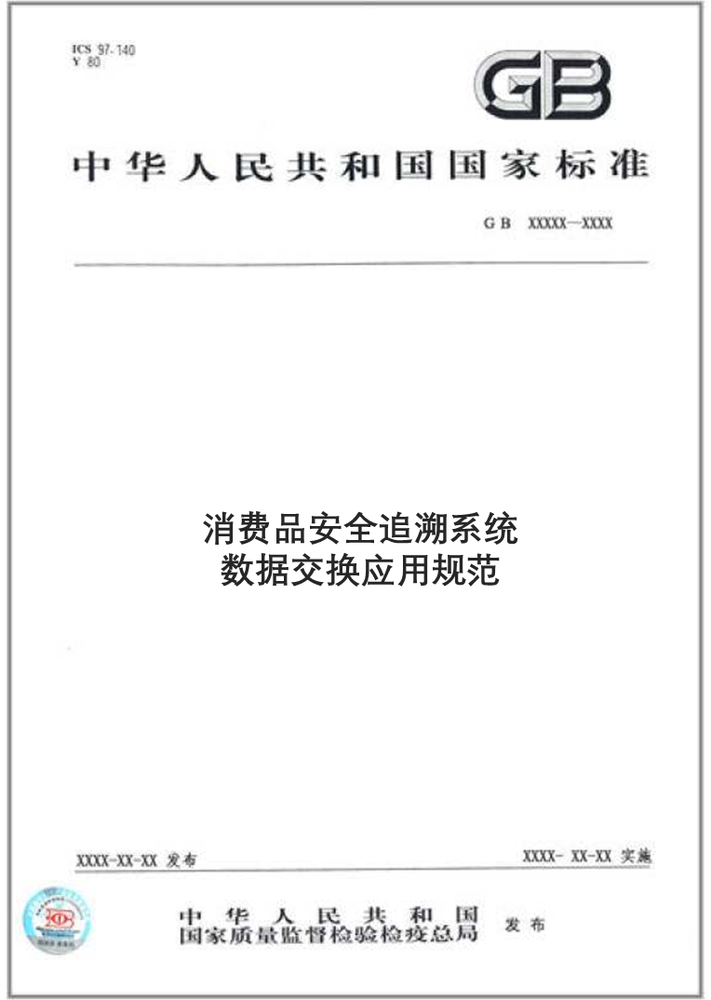 ICS 97.140
Y 80
GB
中华人民共和国国家标准
GB XXXXX—XXXX
消费品安全追溯系统
数据交换应用规范
XXXX-XX-XX 发布
XXXX- XX-XX 实施
中华人民共和国
国家质量监督检验检疫总局
发布